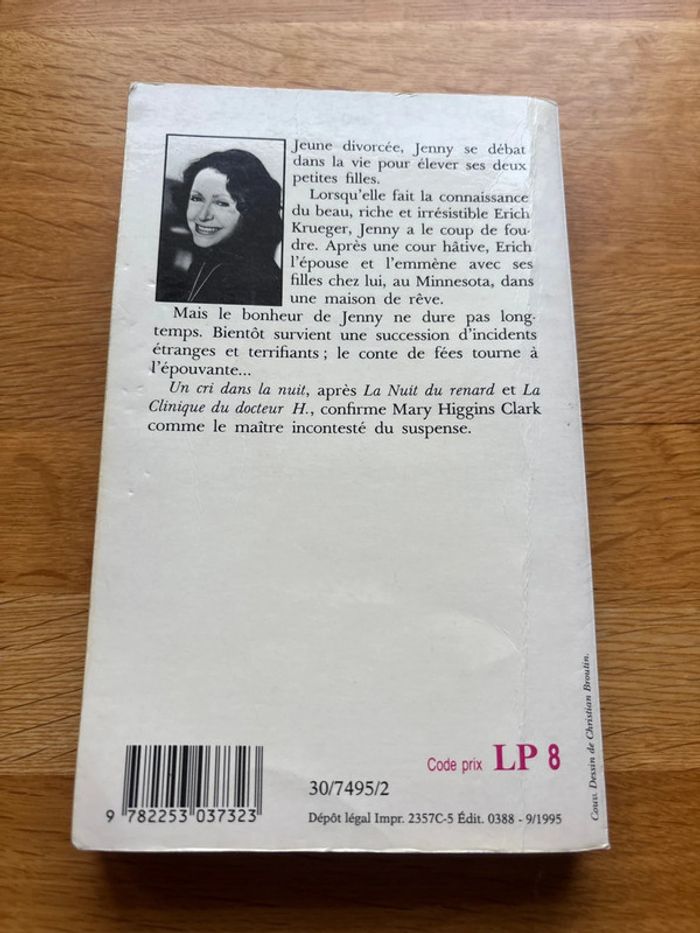 Jeune divorcée, Jenny se débat
dans la vie pour élever ses deux
petites filles.
Lorsqu'elle fait la connaissance
du beau, riche et irrésistible Erich
Krueger, Jenny a le coup de fou-
dre. Après une cour hâtive, Erich
l'épouse et l'emmène avec ses
filles chez lui, au Minnesota, dans
une maison de rêve.
Mais le bonheur de Jenny ne dure pas long-
temps. Bientôt survient une succession d'incidents
étranges et terrifiants ; le conte de fées tourne à
l'épouvante...
Un cri dans la nuit, après La Nuit du renard et La
Clinique du docteur H., confirme Mary Higgins Clark
comme le maître incontesté du suspense.
Couv. Dessin de Christian Broutin.
Code prix LP 8
30/7495/2
9 782253 037323
Dépôt légal Impr. 2357C-5 Édit. 0388 - 9/1995